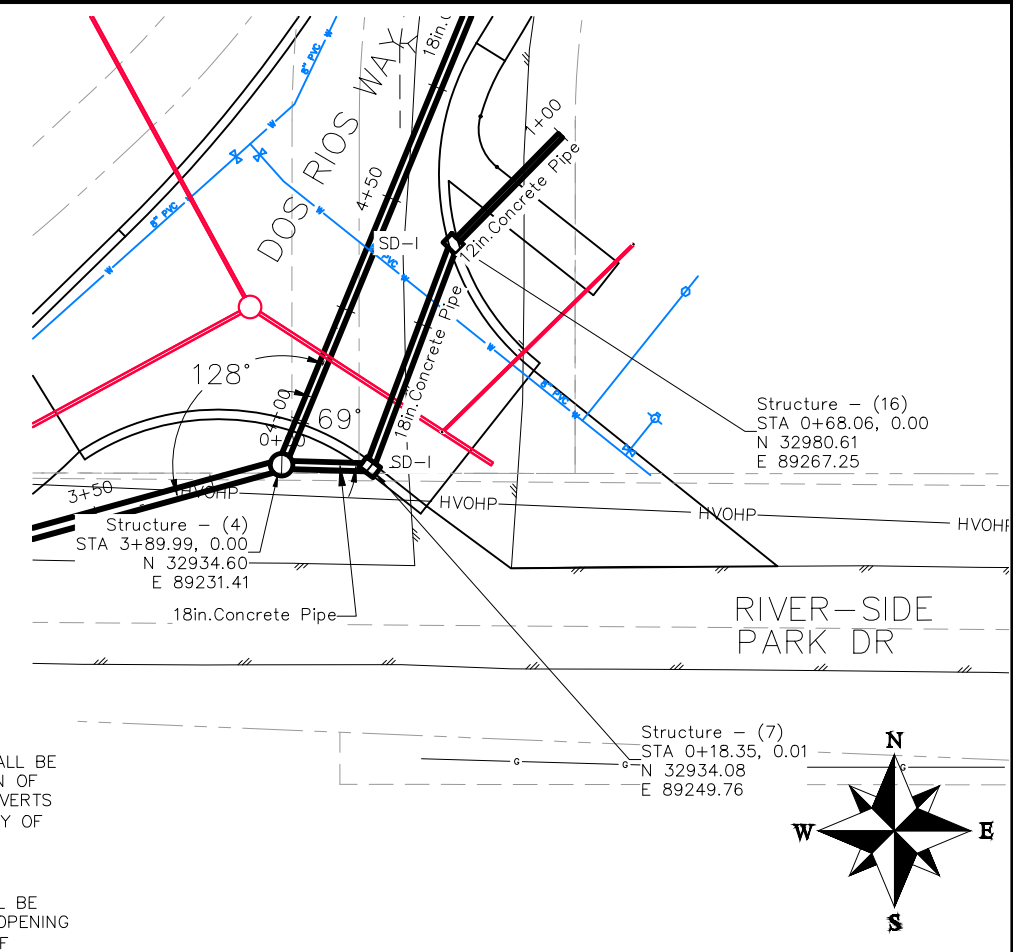 18in.C
8" PVC
DOS RIOS WAY
1+00
4+50
8" PVC
SD-I
12in.Concrete Pipe
PVC
18in.Concrete Pipe
128°
8" PVC
4+00
69°
Structure - (16)
STA 0+68.06, 0.00
N 32980.61
E 89267.25
SD-I
3+50
HVOHP
HVOHP
HVOHP
HVOHP
Structure - (4)
STA 3+89.99, 0.00
N 32934.60
E 89231.41
18in.Concrete Pipe
RIVER-SIDE
PARK DR
Structure - (7)
STA 0+18.35, 0.01
N 32934.08
E 89249.76
G
G
G
ALL BE
N OF
VERTS
Y OF
L BE
OPENING
F
N
W
E
S